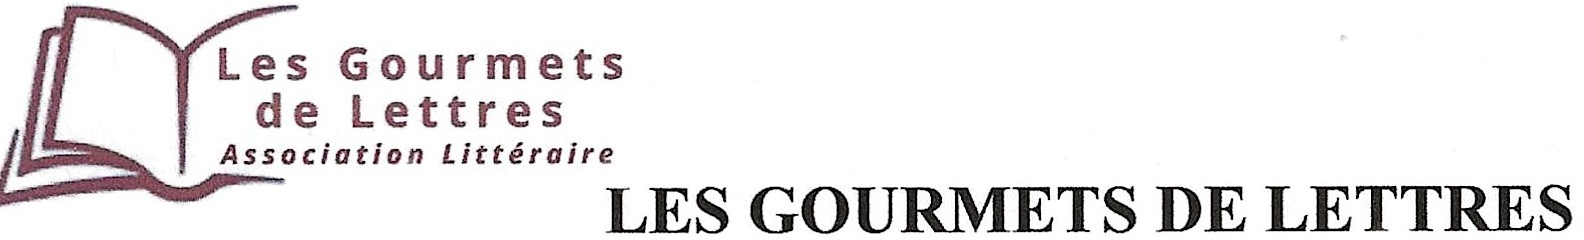 Les Gourmets
de Lettres
Association Littéraire
LES GOURMETS DE LETTRES